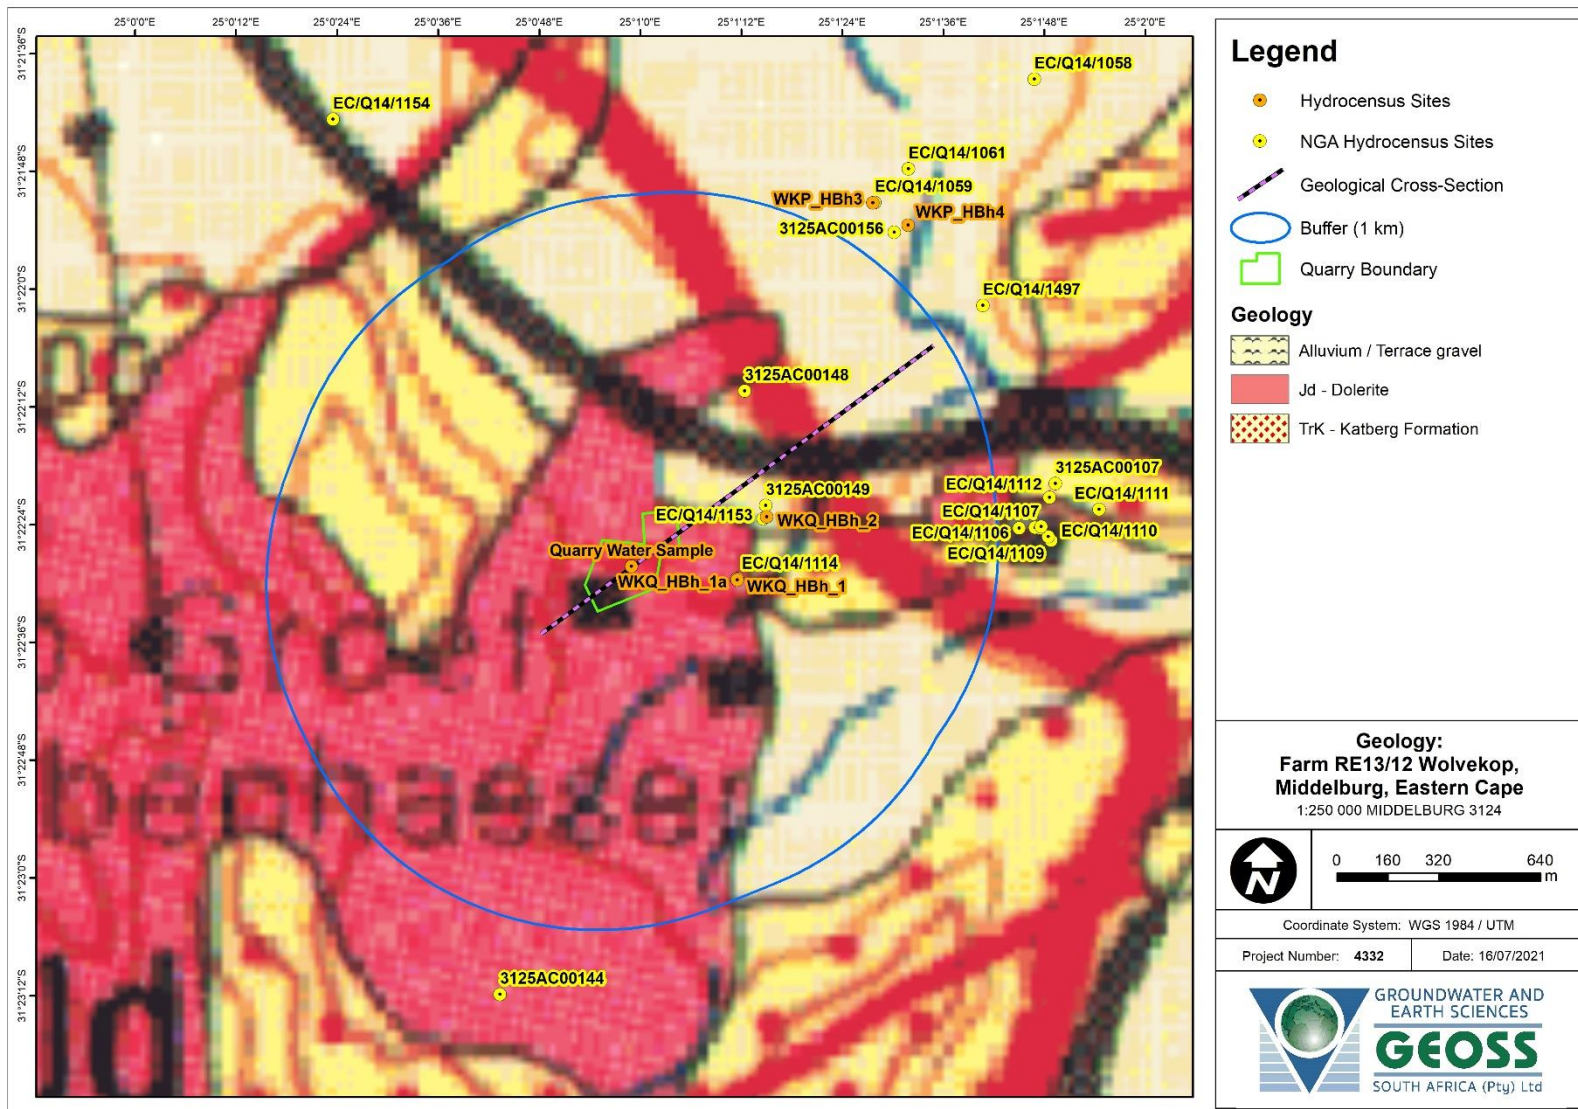 25°0'0"E
25°0'12"E
25°0'24"E
25°0'36"E
25°0'48"E
25°1'0"E
25°1'12"E
25°1'24"E
25°1'36"E
25°1'48"E
25°2'0"E
31°21'36"S
31°21'48"S
31°22'0"S
31°22'12"S
31°22'24"S
31°22'36"S
31°22'48"S
31°23'0"S
31°23'12"S
EC/Q14/1058
EC/Q14/1154
EC/Q14/1061
EC/Q14/1059
WKP_HBh3
WKP_HBh4
3125AC00156
EC/Q14/1497
3125AC00148
3125AC00107
EC/Q14/1112
EC/Q14/1111
3125AC00149
EC/Q14/1107
EC/Q14/1153
WKQ_HBh_2
EC/Q14/1106
EC/Q14/1110
EC/Q14/1109
Quarry Water Sample
EC/Q14/1114
WKQ_HBh_1a
WKQ_HBh_1
3125AC00144
ld
Legend
Hydrocensus Sites
NGA Hydrocensus Sites
Geological Cross-Section
Buffer (1 km)
Quarry Boundary
Geology
Alluvium / Terrace gravel
Jd - Dolerite
TrK - Katberg Formation
Geology:
Farm RE13/12 Wolvekop,
Middelburg, Eastern Cape
1:250 000 MIDDELBURG 3124
N
0 160 320 640
m
Coordinate System: WGS 1984 / UTM
Project Number: 4332
Date: 16/07/2021
GROUNDWATER AND
EARTH SCIENCES
GEOSS
SOUTH AFRICA (Pty) Ltd